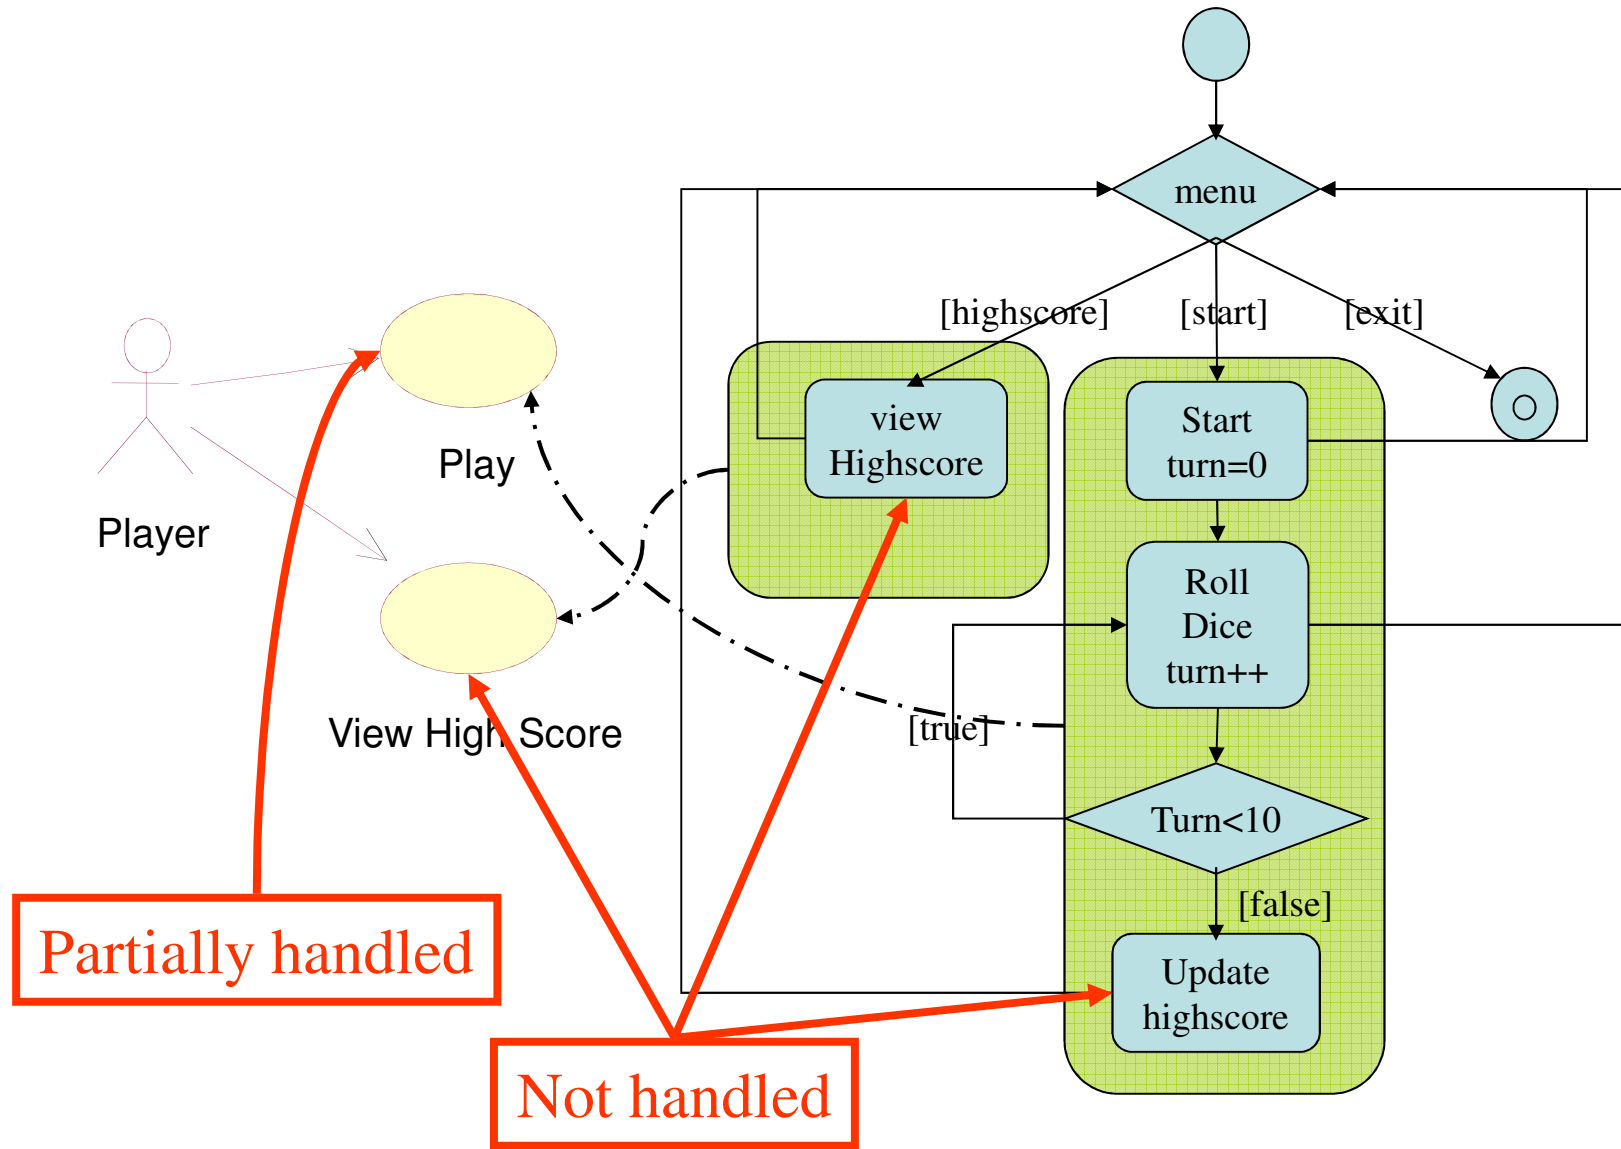 menu
[highscore]
[start]
[exit]
view
Highscore
Start
turn=0
Play
Player
Roll
Dice
turn++
View High Score
[true]
Turn<10
[false]
Partially handled
Update
highscore
Not handled